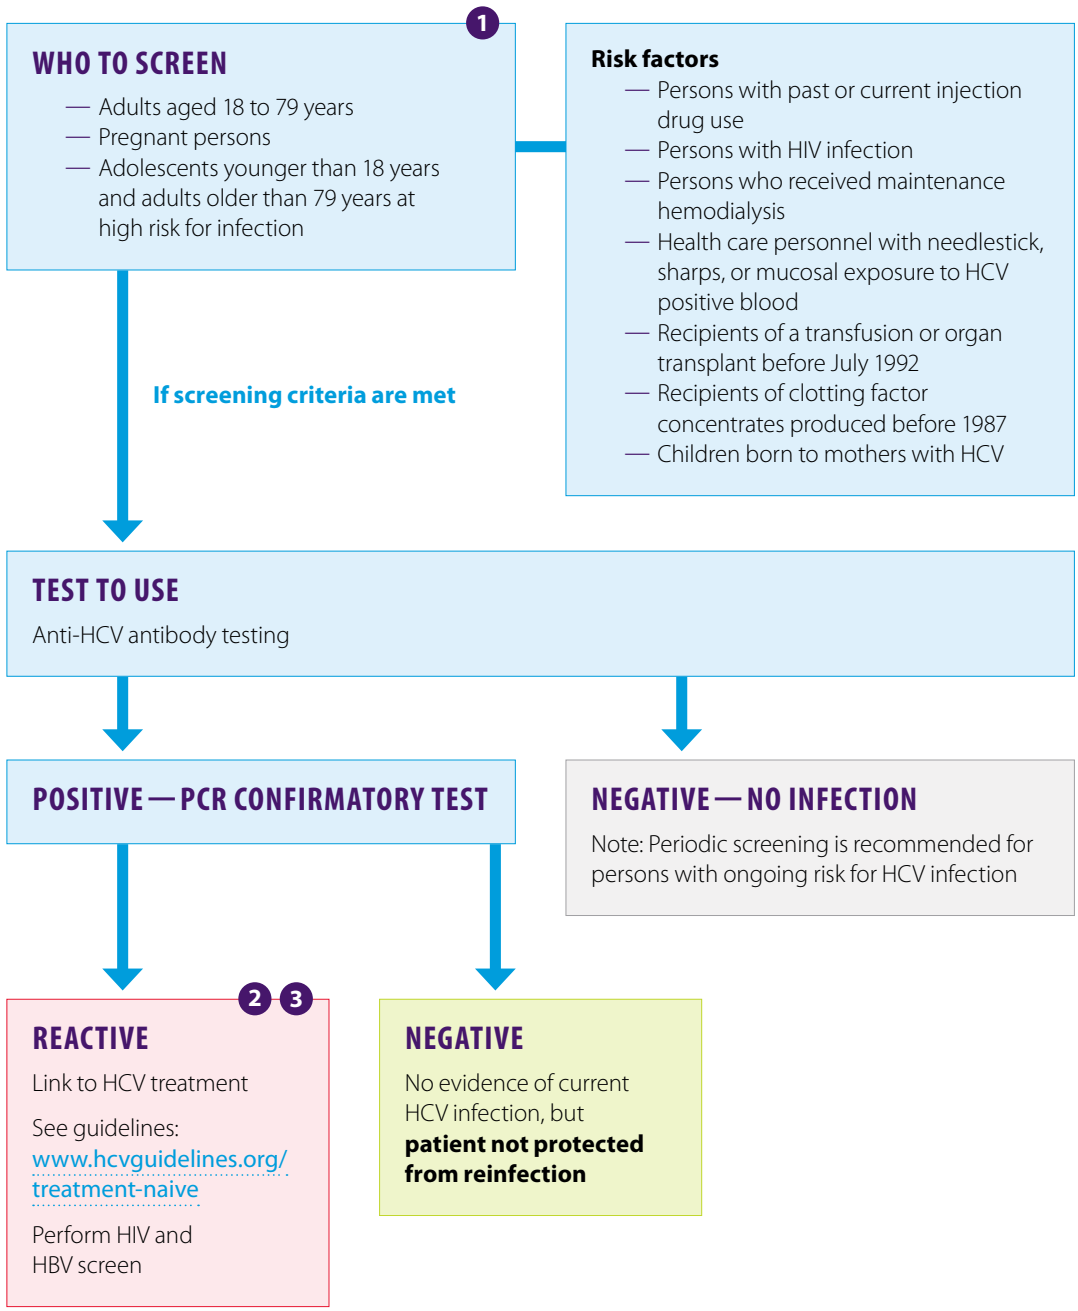 1
WHO TO SCREEN
— Adults aged 18 to 79 years
— Pregnant persons
— Adolescents younger than 18 years
and adults older than 79 years at
high risk for infection
Risk factors
— Persons with past or current injection
drug use
— Persons with HIV infection
— Persons who received maintenance
hemodialysis
— Health care personnel with needlestick,
sharps, or mucosal exposure to HCV
positive blood
— Recipients of a transfusion or organ
transplant before July 1992
— Recipients of clotting factor
concentrates produced before 1987
— Children born to mothers with HCV
If screening criteria are met
TEST TO USE
Anti-HCV antibody testing
POSITIVE — PCR CONFIRMATORY TEST
NEGATIVE — NO INFECTION
Note: Periodic screening is recommended for
persons with ongoing risk for HCV infection
2 3
REACTIVE
Link to HCV treatment
See guidelines:
www.hcvguidelines.org/
treatment-naive
Perform HIV and
HBV screen
NEGATIVE
No evidence of current
HCV infection, but
patient not protected
from reinfection